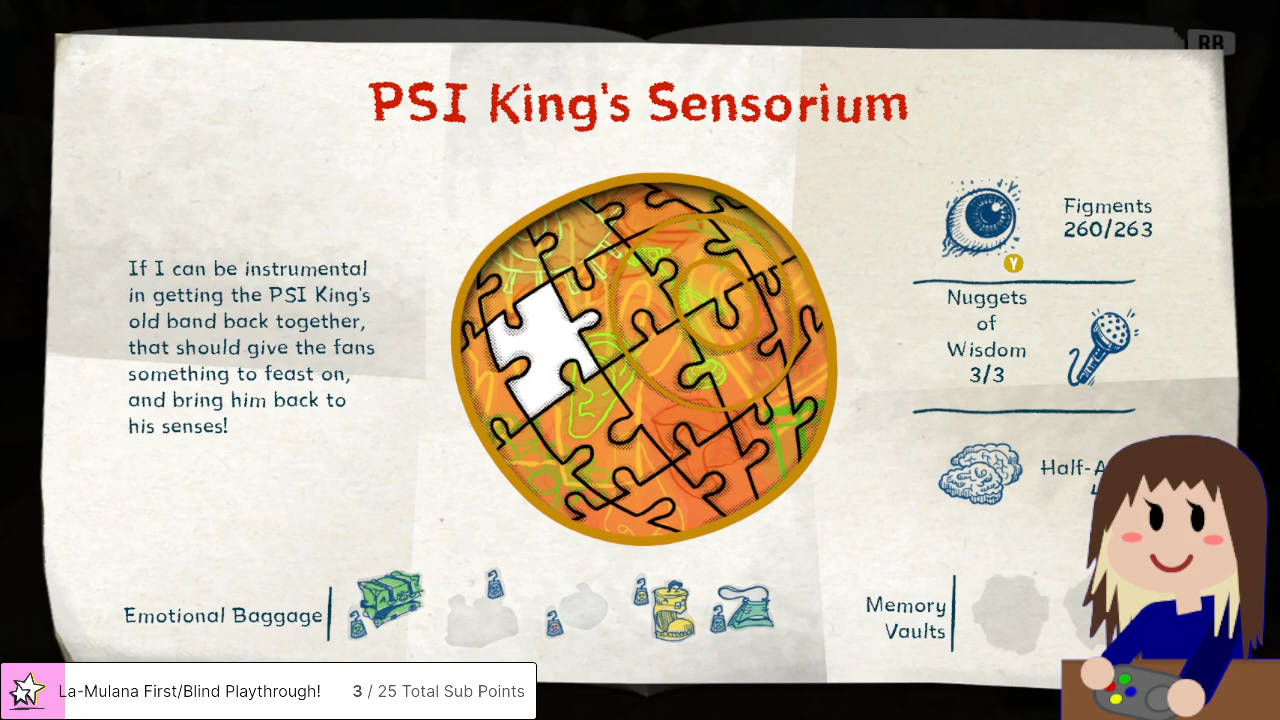 RB
PSI King's Sensorium
If I can be instrumental
in getting the PSI King's
old band back together,
that should give the fans
something to feast on,
and bring him back to
his senses!
Figments
260/263
Y
Nuggets
of
Wisdom
3/3
Emotional Baggage
Memory
Vaults
La-Mulana First/Blind Playthrough! 3 / 25 Total Sub Points